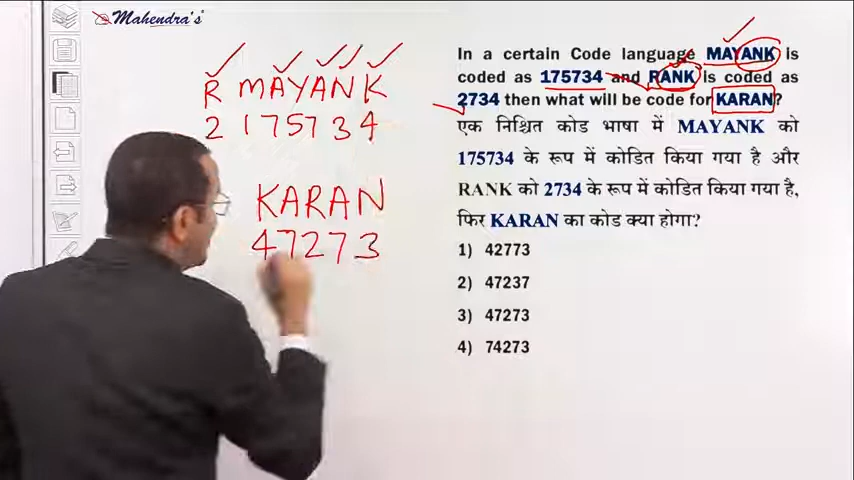 Mahendra's
R MAYANK
2 175734
KARAN
47273
In a certain Code language MAYANK is
coded as 175734 and RANK is coded as
2734 then what will be code for KARAN?
एक निश्चित कोड भाषा में MAYANK को
175734 के रूप में कोडित किया गया है और
RANK को 2734 के रूप में कोडित किया गया है,
फिर KARAN का कोड क्या होगा?
1) 42773
2) 47237
3) 47273
4) 74273